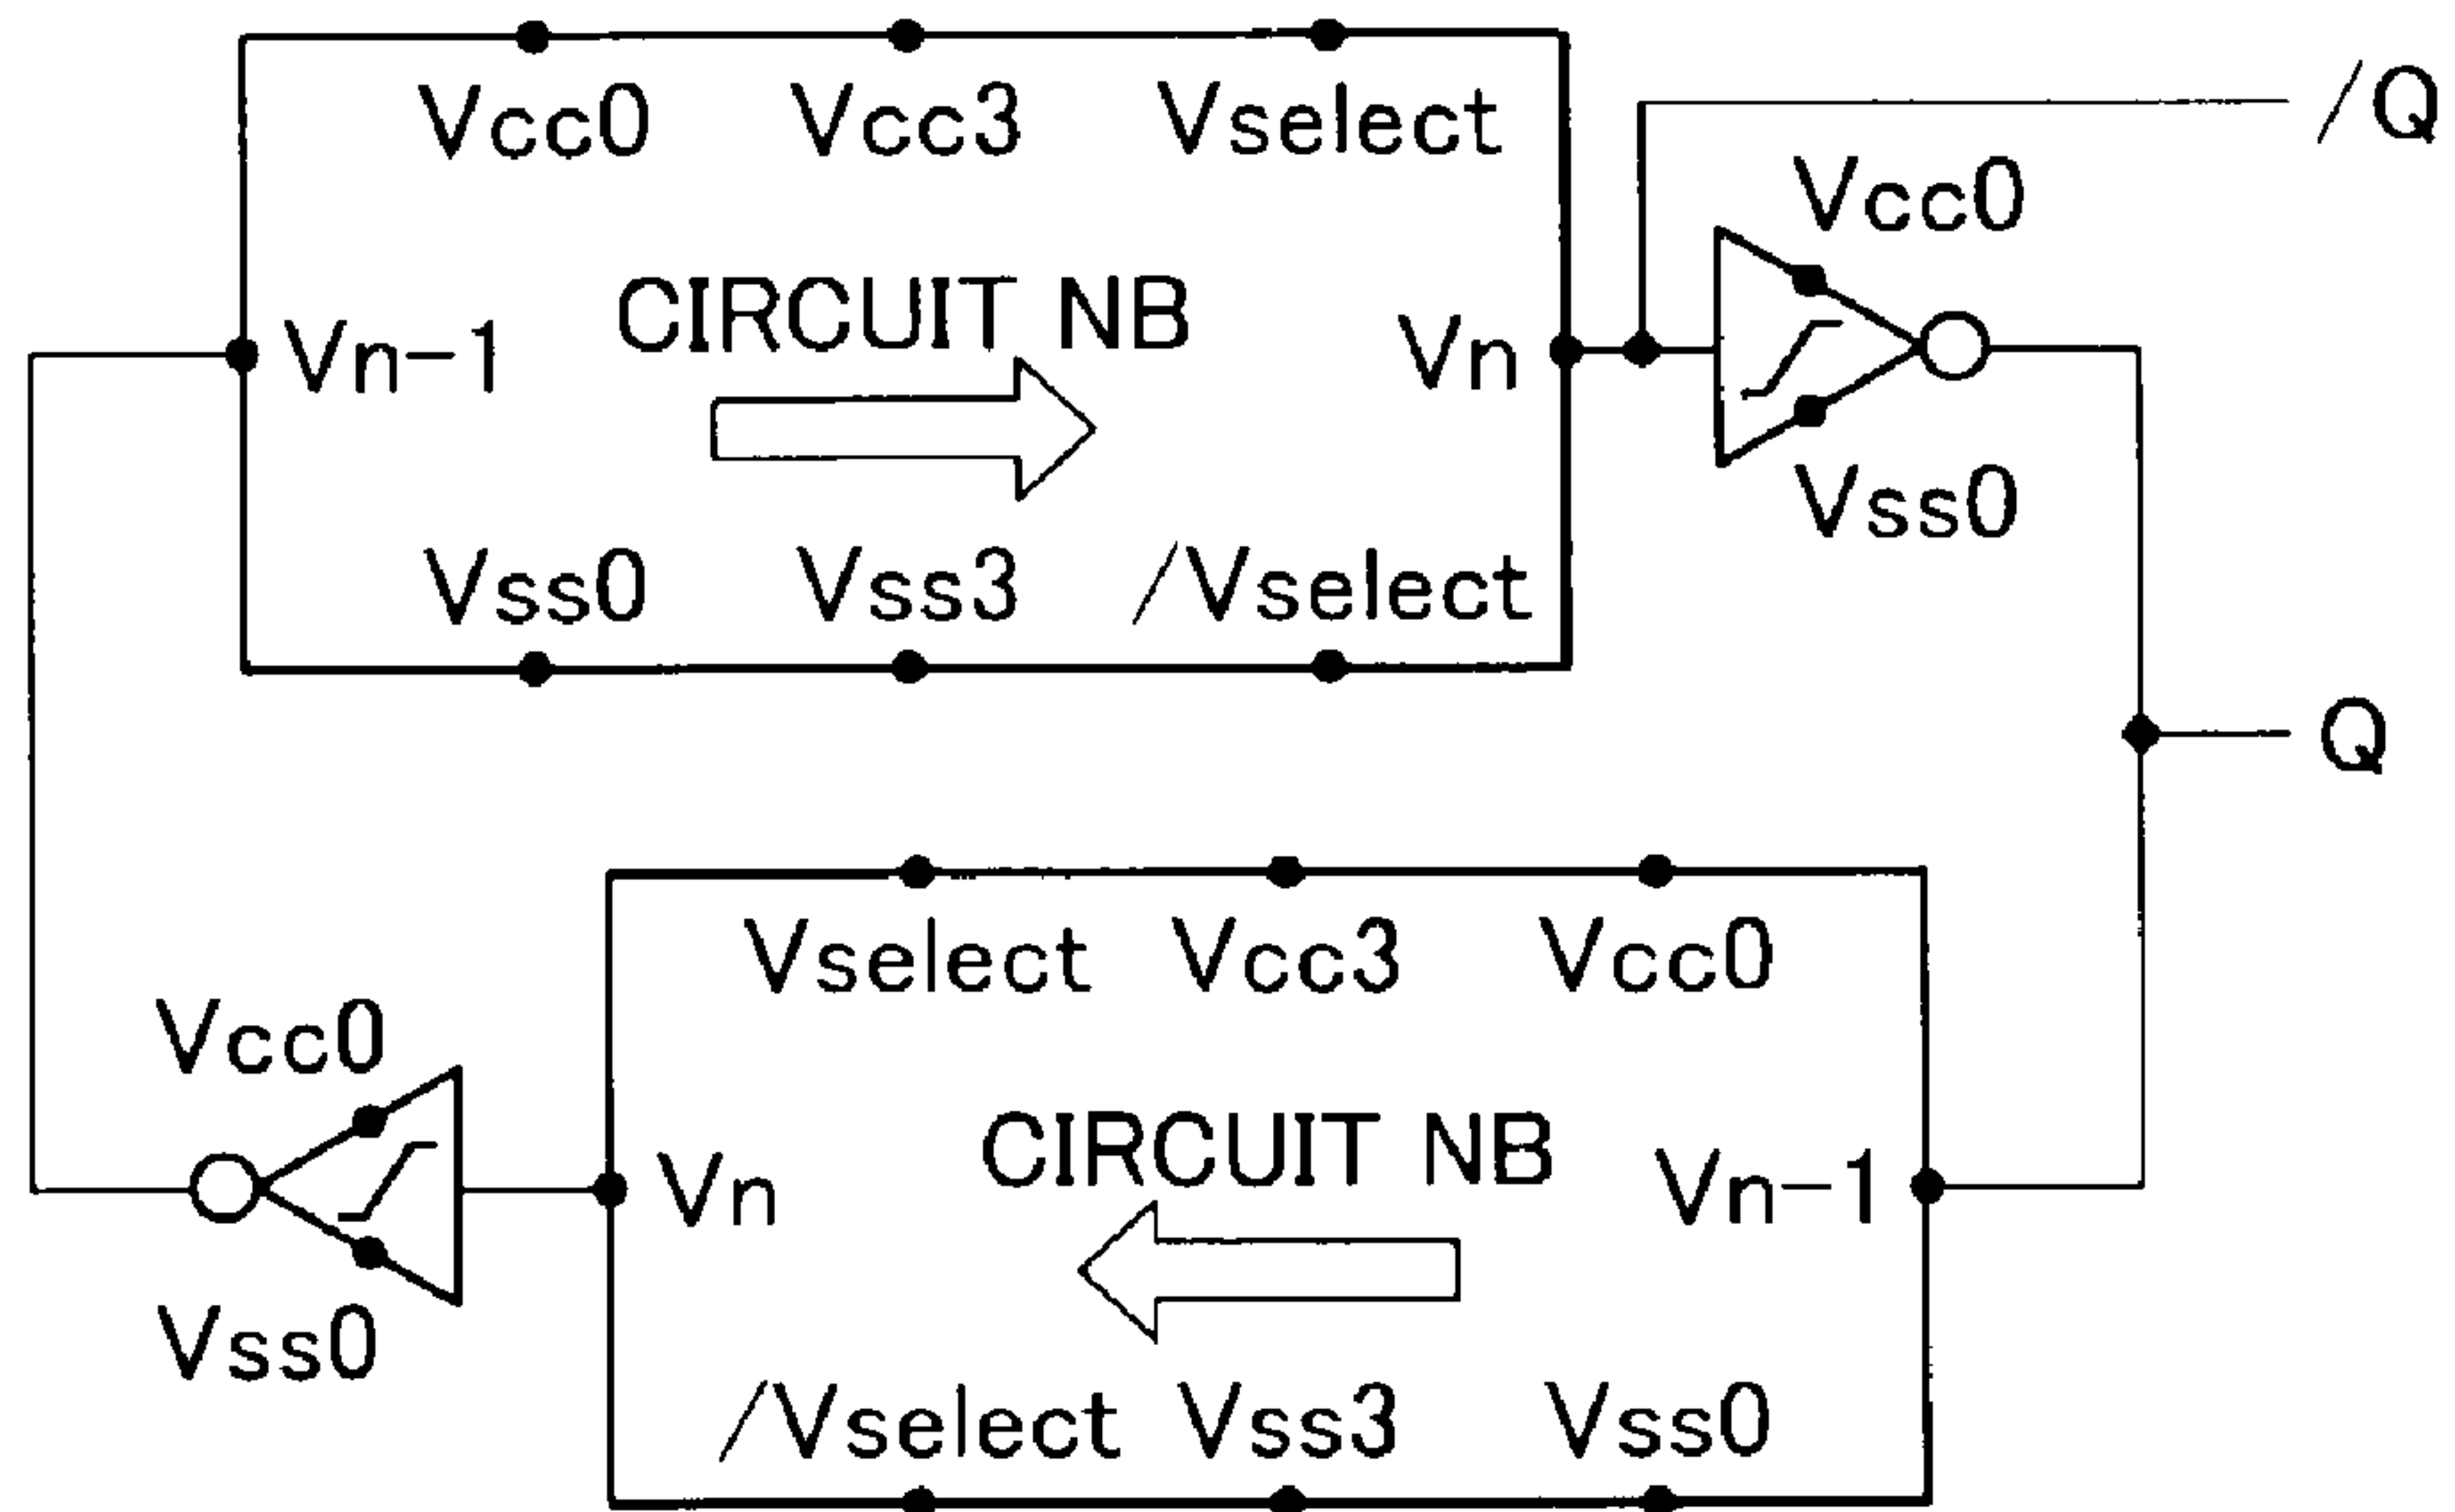 Vcc0 Vcc3 Vselect
/Q
Vcc0
CIRCUIT NB
Vn-1
Vn
Vss0
Vss0 Vss3 /Vselect
Q
Vselect Vcc3 Vcc0
Vcc0
CIRCUIT NB
Vn
Vn-1
Vss0
/Vselect Vss3 Vss0